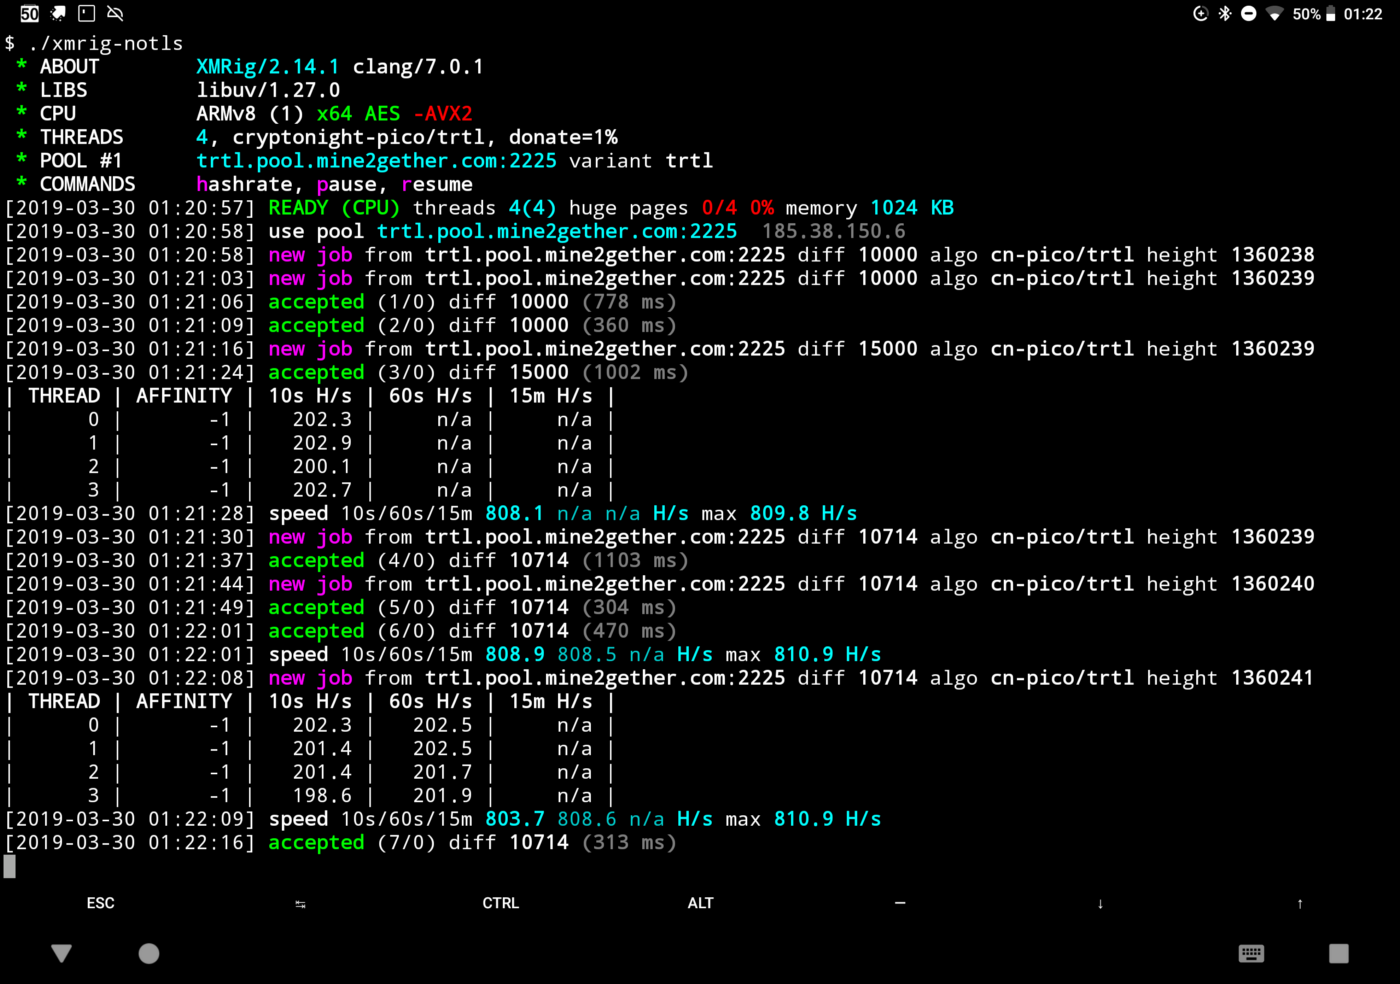 50 50% 01:22
$ ./xmrig-notls
* ABOUT XMRig/2.14.1 clang/7.0.1
* LIBS libuv/1.27.0
* CPU ARMv8 (1) x64 AES -AVX2
* THREADS 4, cryptonight-pico/trtl, donate=1%
* POOL #1 trtl.pool.mine2gether.com:2225 variant trtl
* COMMANDS hashrate, pause, resume
[2019-03-30 01:20:57] READY (CPU) threads 4(4) huge pages 0/4 0% memory 1024 KB
[2019-03-30 01:20:58] use pool trtl.pool.mine2gether.com:2225 185.38.150.6
[2019-03-30 01:20:58] new job from trtl.pool.mine2gether.com:2225 diff 10000 algo cn-pico/trtl height 1360238
[2019-03-30 01:21:03] new job from trtl.pool.mine2gether.com:2225 diff 10000 algo cn-pico/trtl height 1360239
[2019-03-30 01:21:06] accepted (1/0) diff 10000 (778 ms)
[2019-03-30 01:21:09] accepted (2/0) diff 10000 (360 ms)
[2019-03-30 01:21:16] new job from trtl.pool.mine2gether.com:2225 diff 15000 algo cn-pico/trtl height 1360239
[2019-03-30 01:21:24] accepted (3/0) diff 15000 (1002 ms)
| THREAD | AFFINITY | 10s H/s | 60s H/s | 15m H/s |
| 0 | -1 | 202.3 | n/a | n/a |
| 1 | -1 | 202.9 | n/a | n/a |
| 2 | -1 | 200.1 | n/a | n/a |
| 3 | -1 | 202.7 | n/a | n/a |
[2019-03-30 01:21:28] speed 10s/60s/15m 808.1 n/a n/a H/s max 809.8 H/s
[2019-03-30 01:21:30] new job from trtl.pool.mine2gether.com:2225 diff 10714 algo cn-pico/trtl height 1360239
[2019-03-30 01:21:37] accepted (4/0) diff 10714 (1103 ms)
[2019-03-30 01:21:44] new job from trtl.pool.mine2gether.com:2225 diff 10714 algo cn-pico/trtl height 1360240
[2019-03-30 01:21:49] accepted (5/0) diff 10714 (304 ms)
[2019-03-30 01:22:01] accepted (6/0) diff 10714 (470 ms)
[2019-03-30 01:22:01] speed 10s/60s/15m 808.9 808.5 n/a H/s max 810.9 H/s
[2019-03-30 01:22:08] new job from trtl.pool.mine2gether.com:2225 diff 10714 algo cn-pico/trtl height 1360241
| THREAD | AFFINITY | 10s H/s | 60s H/s | 15m H/s |
| 0 | -1 | 202.3 | 202.5 | n/a |
| 1 | -1 | 201.4 | 202.5 | n/a |
| 2 | -1 | 201.4 | 201.7 | n/a |
| 3 | -1 | 198.6 | 201.9 | n/a |
[2019-03-30 01:22:09] speed 10s/60s/15m 803.7 808.6 n/a H/s max 810.9 H/s
[2019-03-30 01:22:16] accepted (7/0) diff 10714 (313 ms)
ESC ↹ CTRL ALT — ↓ ↑